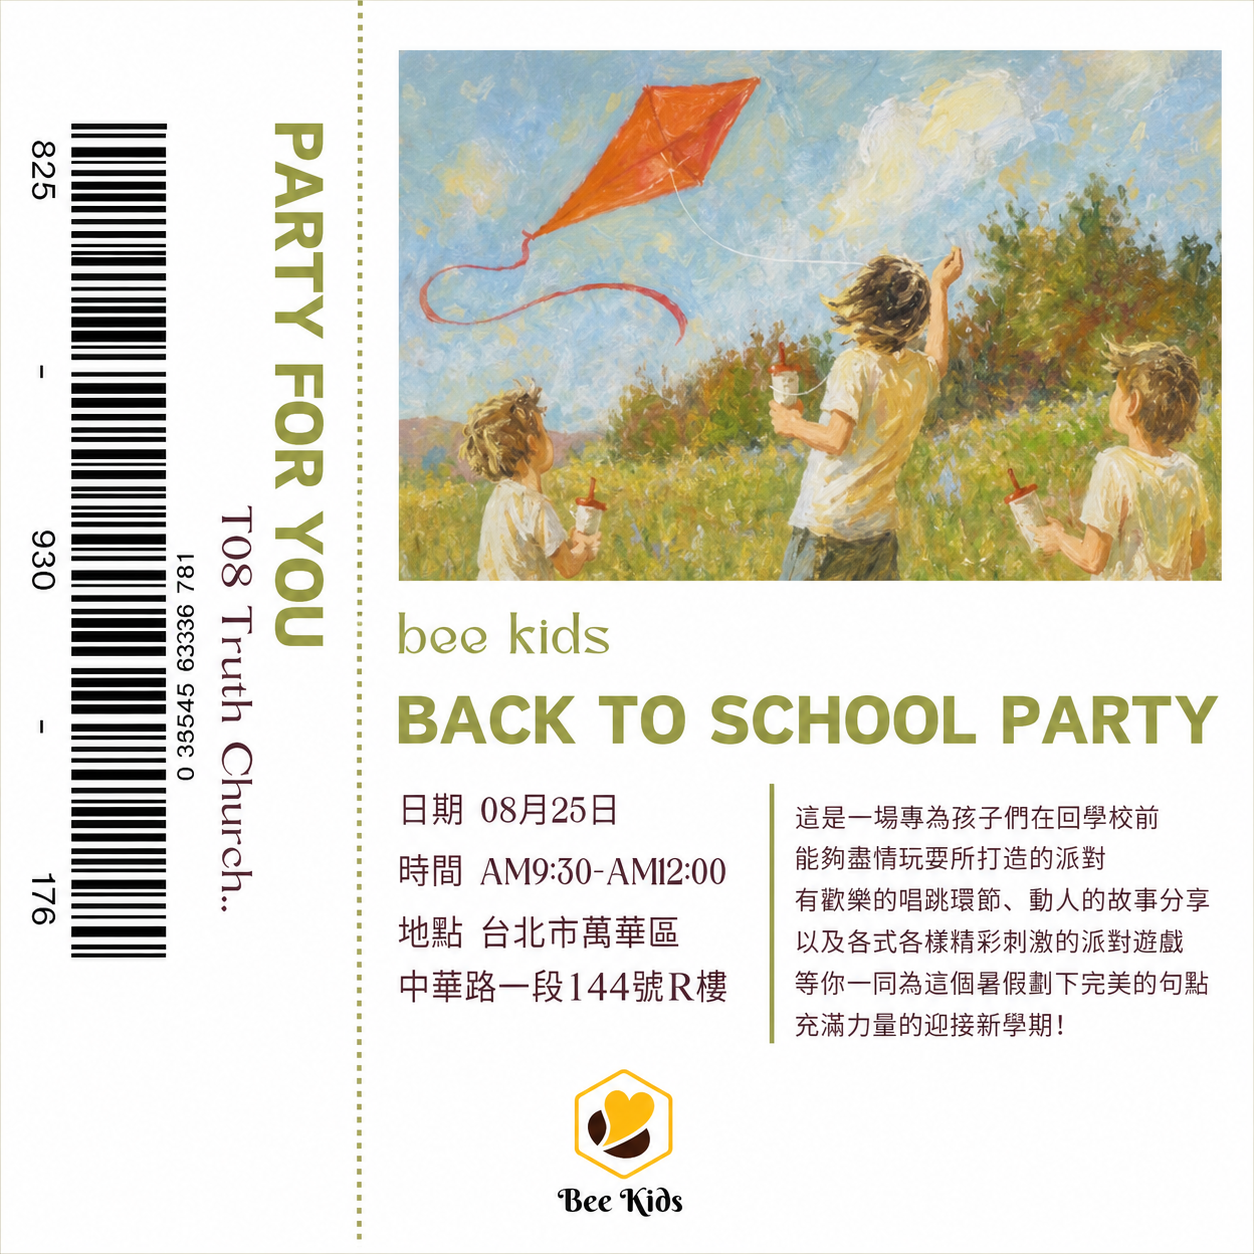 825 - 930 - 176
0 38545 63336 781
T08 Truth Church...
PARTY FOR YOU
bee kids
BACK TO SCHOOL PARTY
日期 08月25日
時間 AM9:30-AM12:00
地點 台北市萬華區
中華路一段144號R樓
這是一場專為孩子們在回學校前
能夠盡情玩耍所打造的派對
有歡樂的唱跳環節、動人的故事分享
以及各式各樣精彩刺激的派對遊戲
等你一同為這個暑假劃下完美的句點
充滿力量的迎接新學期！
Bee Kids